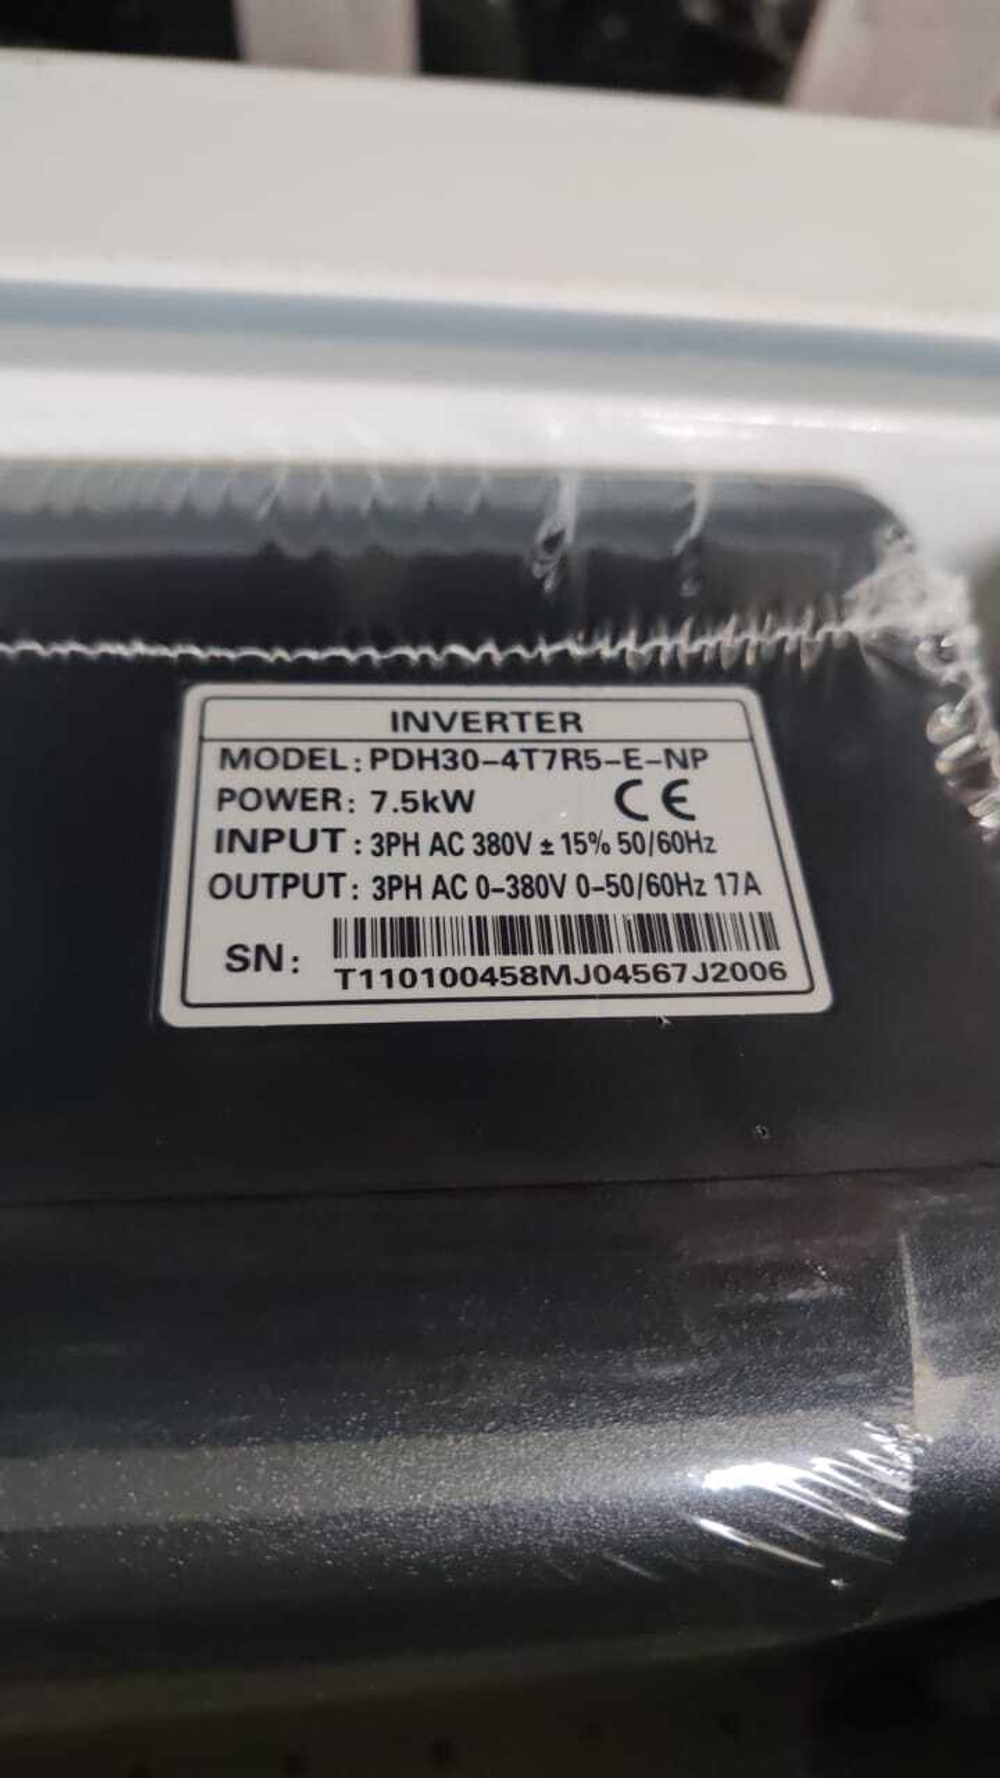 INVERTER
MODEL: PDH30-4T7R5-E-NP
POWER: 7.5kW CE
INPUT: 3PH AC 380V ± 15% 50/60Hz
OUTPUT: 3PH AC 0-380V 0-50/60Hz 17A
SN:
T110100458MJ04567J2006